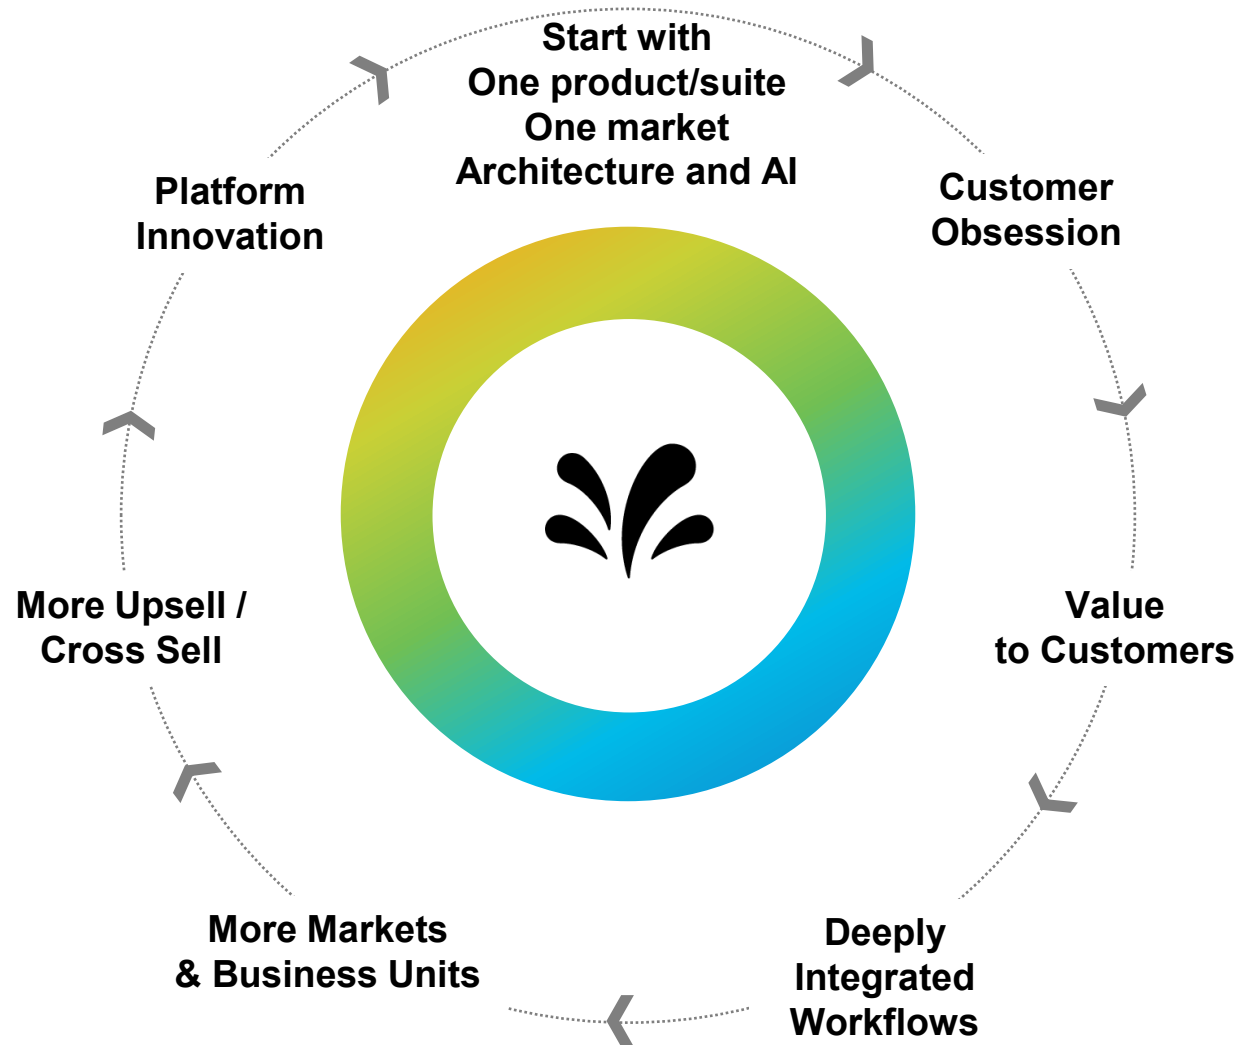 Start with
One product/suite
One market
Architecture and AI
Customer
Obsession
Value
to Customers
Deeply
Integrated
Workflows
More Markets
& Business Units
More Upsell /
Cross Sell
Platform
Innovation